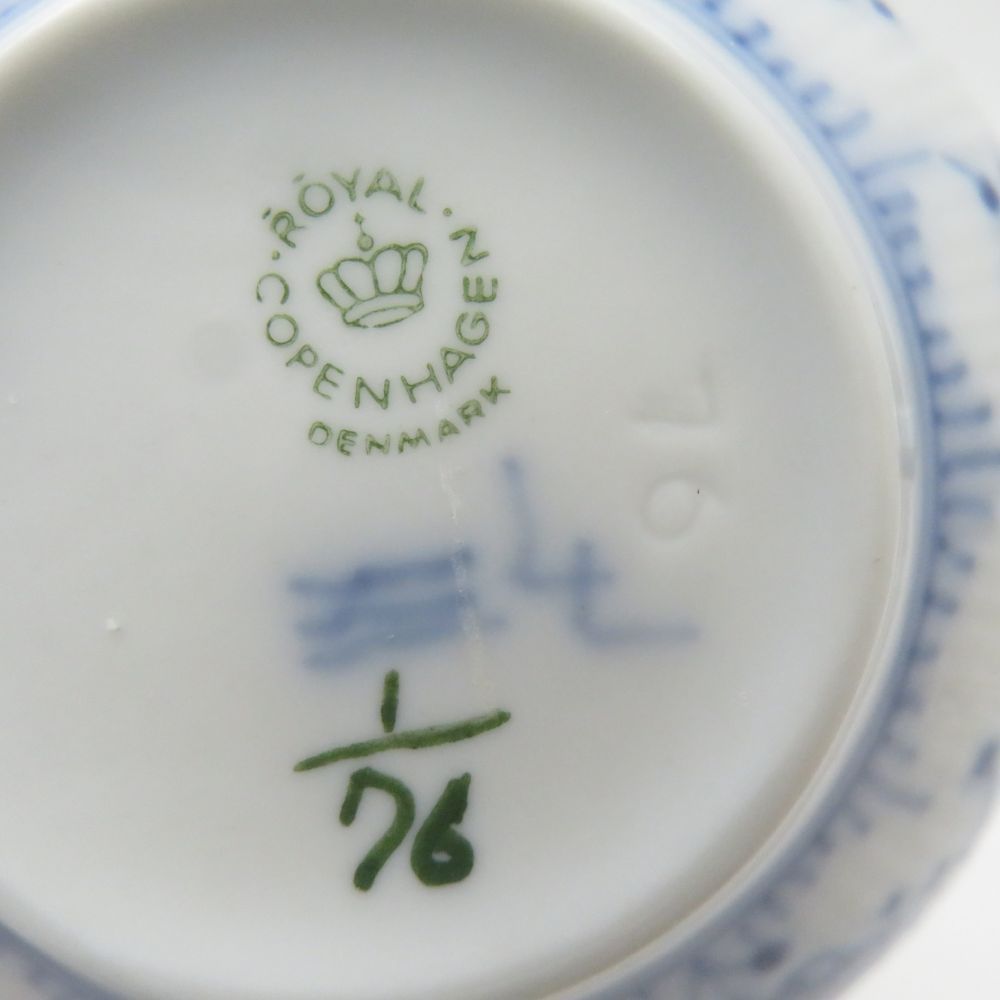 ROYAL
COPENHAGEN
DENMARK
1
76